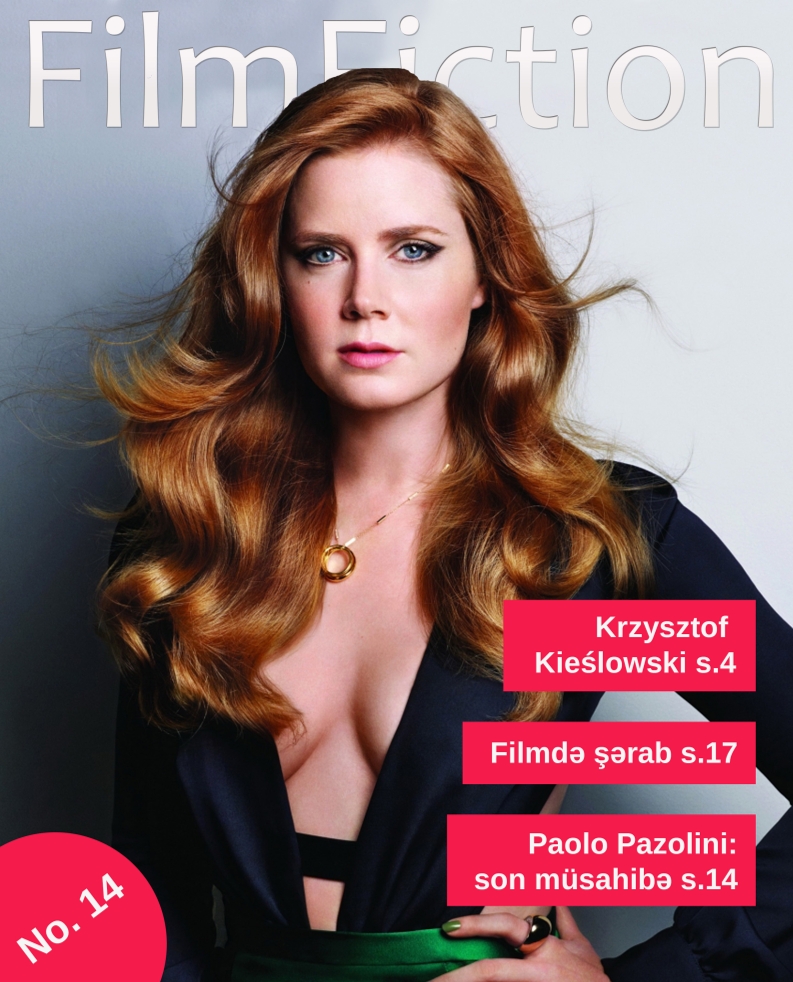 FilmFiction
Krzysztof
Kieślowski s.4
Filmdə şərab s.17
Paolo Pazolini:
son müsahibə s.14
No. 14